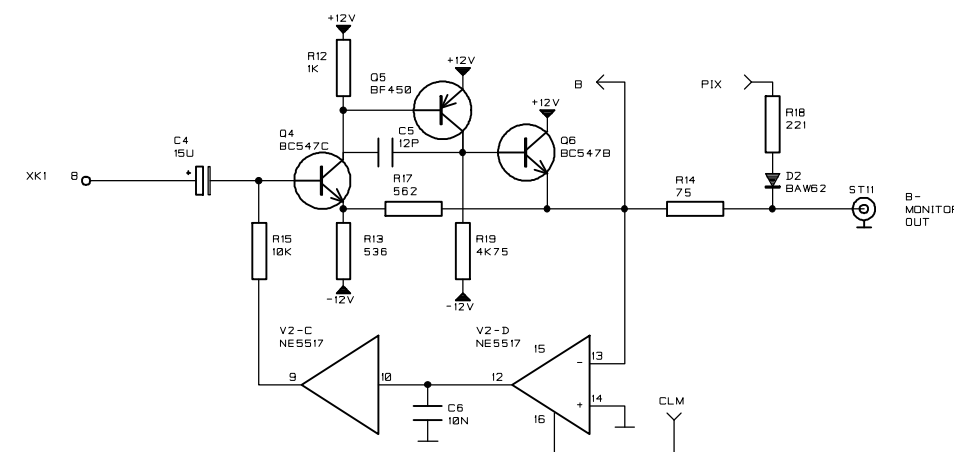 +12V
R12
1K
Q5
BF450
+12V
C5
12P
Q4
BC547C
C4
15U
+
XK1 8
+12V
Q6
BC547B
B
PIX
R18
221
D2
BAW62
R17
562
R14
75
ST11
B-
MONITOR
OUT
R15
10K
R13
536
R19
4K75
-12V
-12V
V2-C
NE5517
V2-D
NE5517
9
10
12
15
13
-
+
14
16
C6
10N
CLM